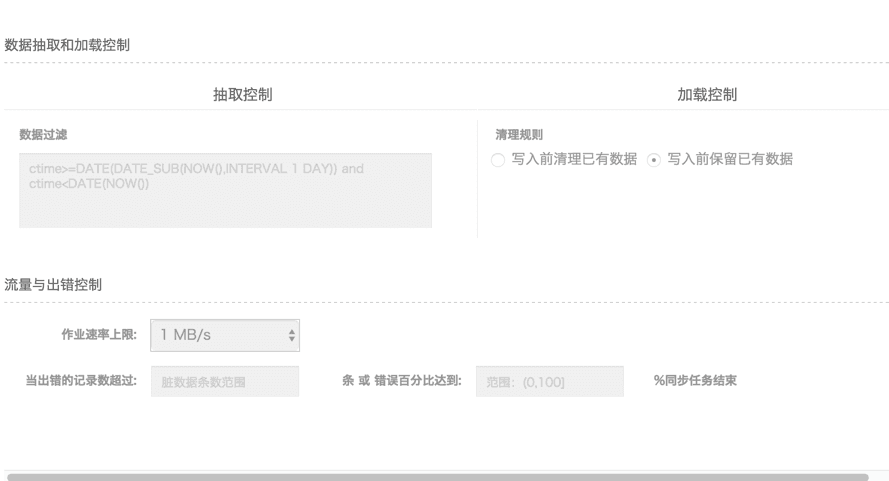 数据抽取和加载控制
抽取控制
加载控制
数据过滤
清理规则
ctime>=DATE(DATE_SUB(NOW(),INTERVAL 1 DAY)) and
ctime<DATE(NOW())
写入前清理已有数据 写入前保留已有数据
流量与出错控制
作业速率上限: 1 MB/s
当出错的记录数超过: 脏数据条数范围 条 或 错误百分比达到: 范围：(0,100] %同步任务结束